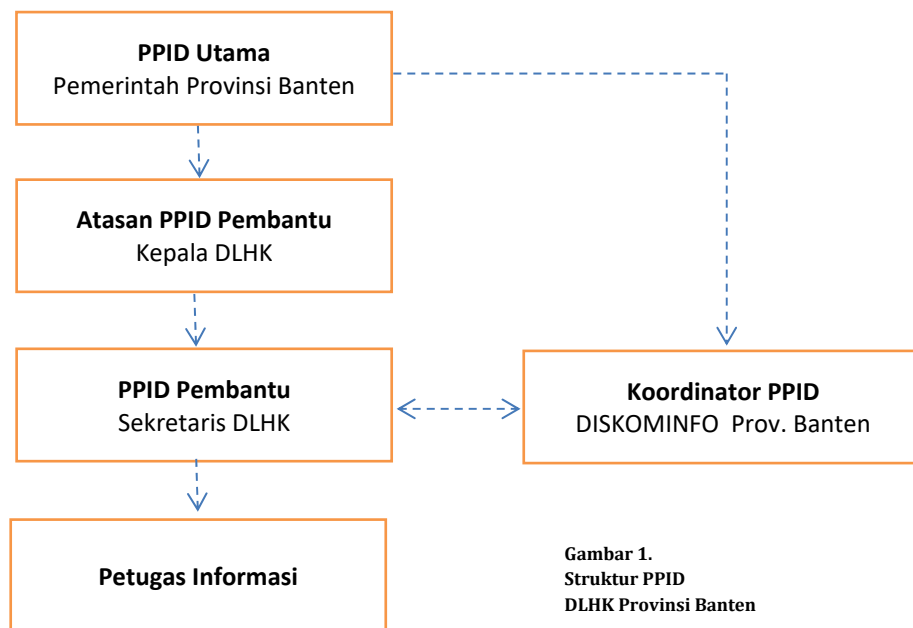 PPID Utama
Pemerintah Provinsi Banten
Atasan PPID Pembantu
Kepala DLHK
PPID Pembantu
Sekretaris DLHK
Koordinator PPID
DISKOMINFO  Prov. Banten
Petugas Informasi
Gambar 1.
Struktur PPID
DLHK Provinsi Banten